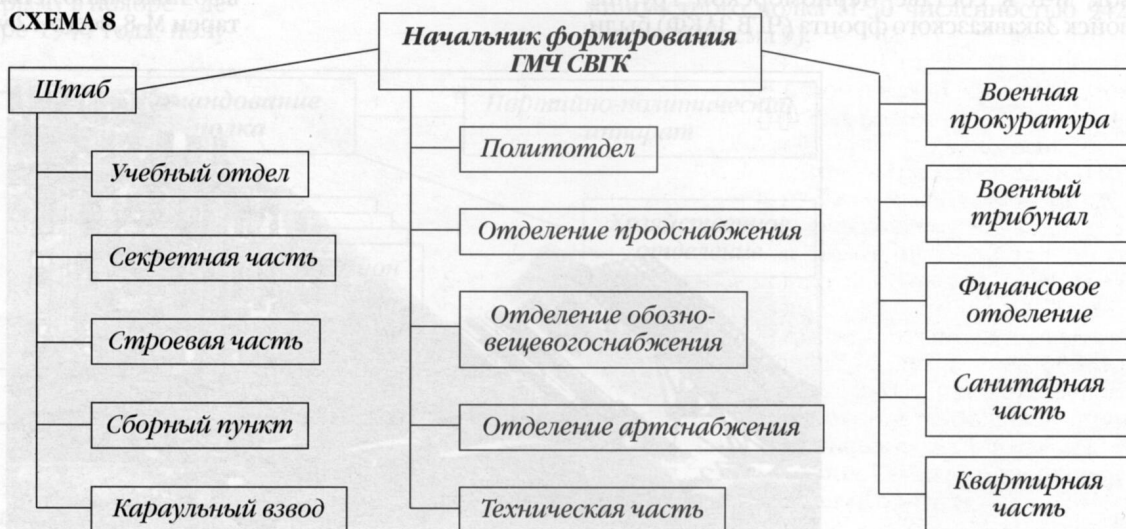 СХЕМА 8
Начальник формирования
ГМЧ СВГК
Штаб
Учебный отдел
Секретная часть
Строевая часть
Сборный пункт
Караульный взвод
Политотдел
Отделение продснабжения
Отделение обозно-
вещевогоснабжения
Отделение артснабжения
Техническая часть
Военная
прокуратура
Военный
трибунал
Финансовое
отделение
Санитарная
часть
Квартирная
часть